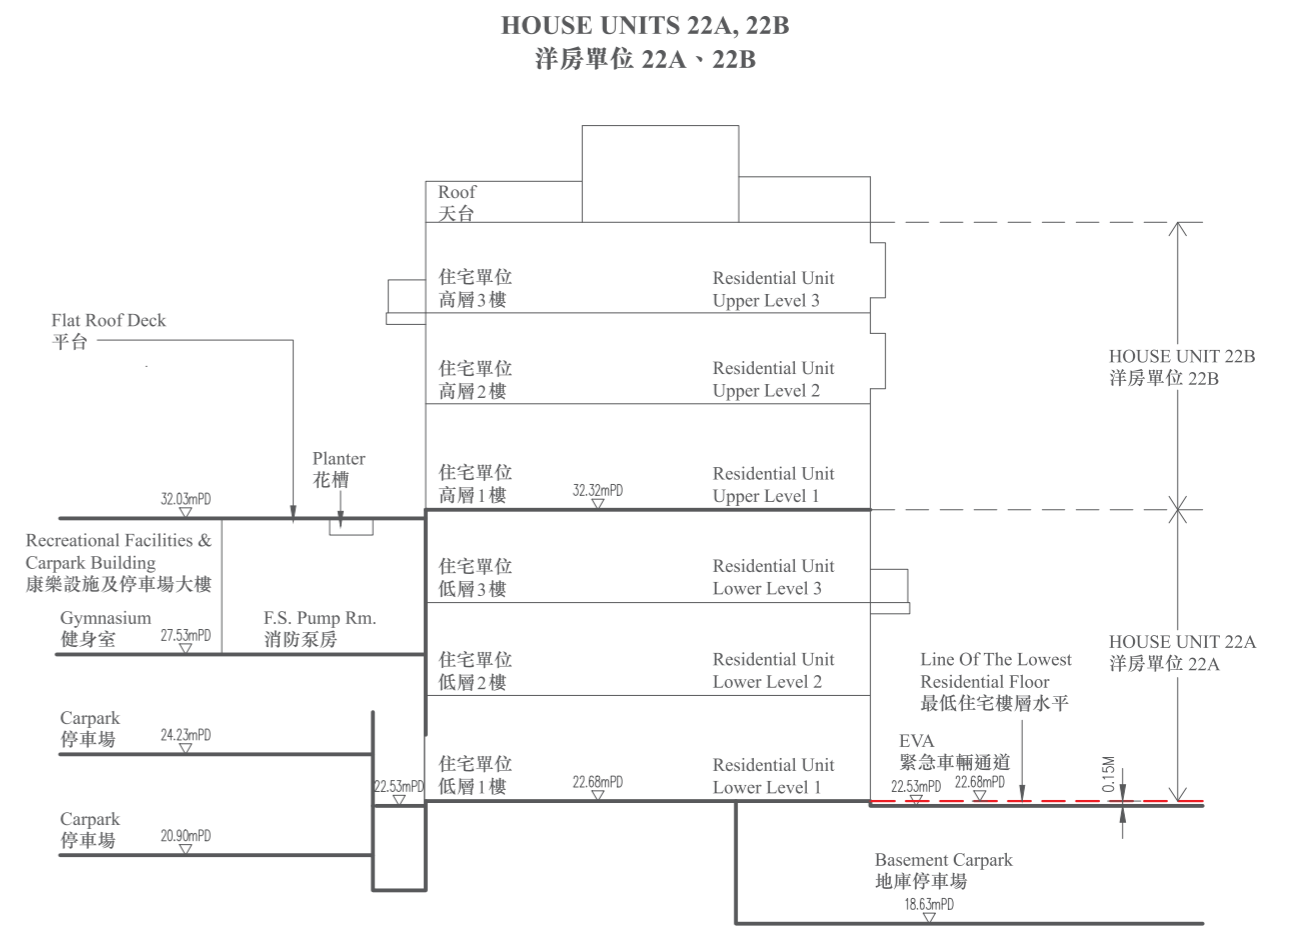 HOUSE UNITS 22A, 22B
洋房單位 22A、22B
Roof
天台
住宅單位
高層3樓
Residential Unit
Upper Level 3
Flat Roof Deck
平台
住宅單位
高層2樓
Residential Unit
Upper Level 2
HOUSE UNIT 22B
洋房單位 22B
Planter
花槽
住宅單位
高層1樓
32.32mPD
Residential Unit
Upper Level 1
32.03mPD
Recreational Facilities &
Carpark Building
康樂設施及停車場大樓
住宅單位
低層3樓
Residential Unit
Lower Level 3
Gymnasium
健身室
27.53mPD
F.S. Pump Rm.
消防泵房
住宅單位
低層2樓
Residential Unit
Lower Level 2
Line Of The Lowest
Residential Floor
最低住宅樓層水平
HOUSE UNIT 22A
洋房單位 22A
Carpark
停車場
24.23mPD
22.53mPD
住宅單位
低層1樓
22.68mPD
Residential Unit
Lower Level 1
EVA
緊急車輛通道
22.53mPD
22.68mPD
0.15M
Carpark
停車場
20.90mPD
Basement Carpark
地庫停車場
18.63mPD